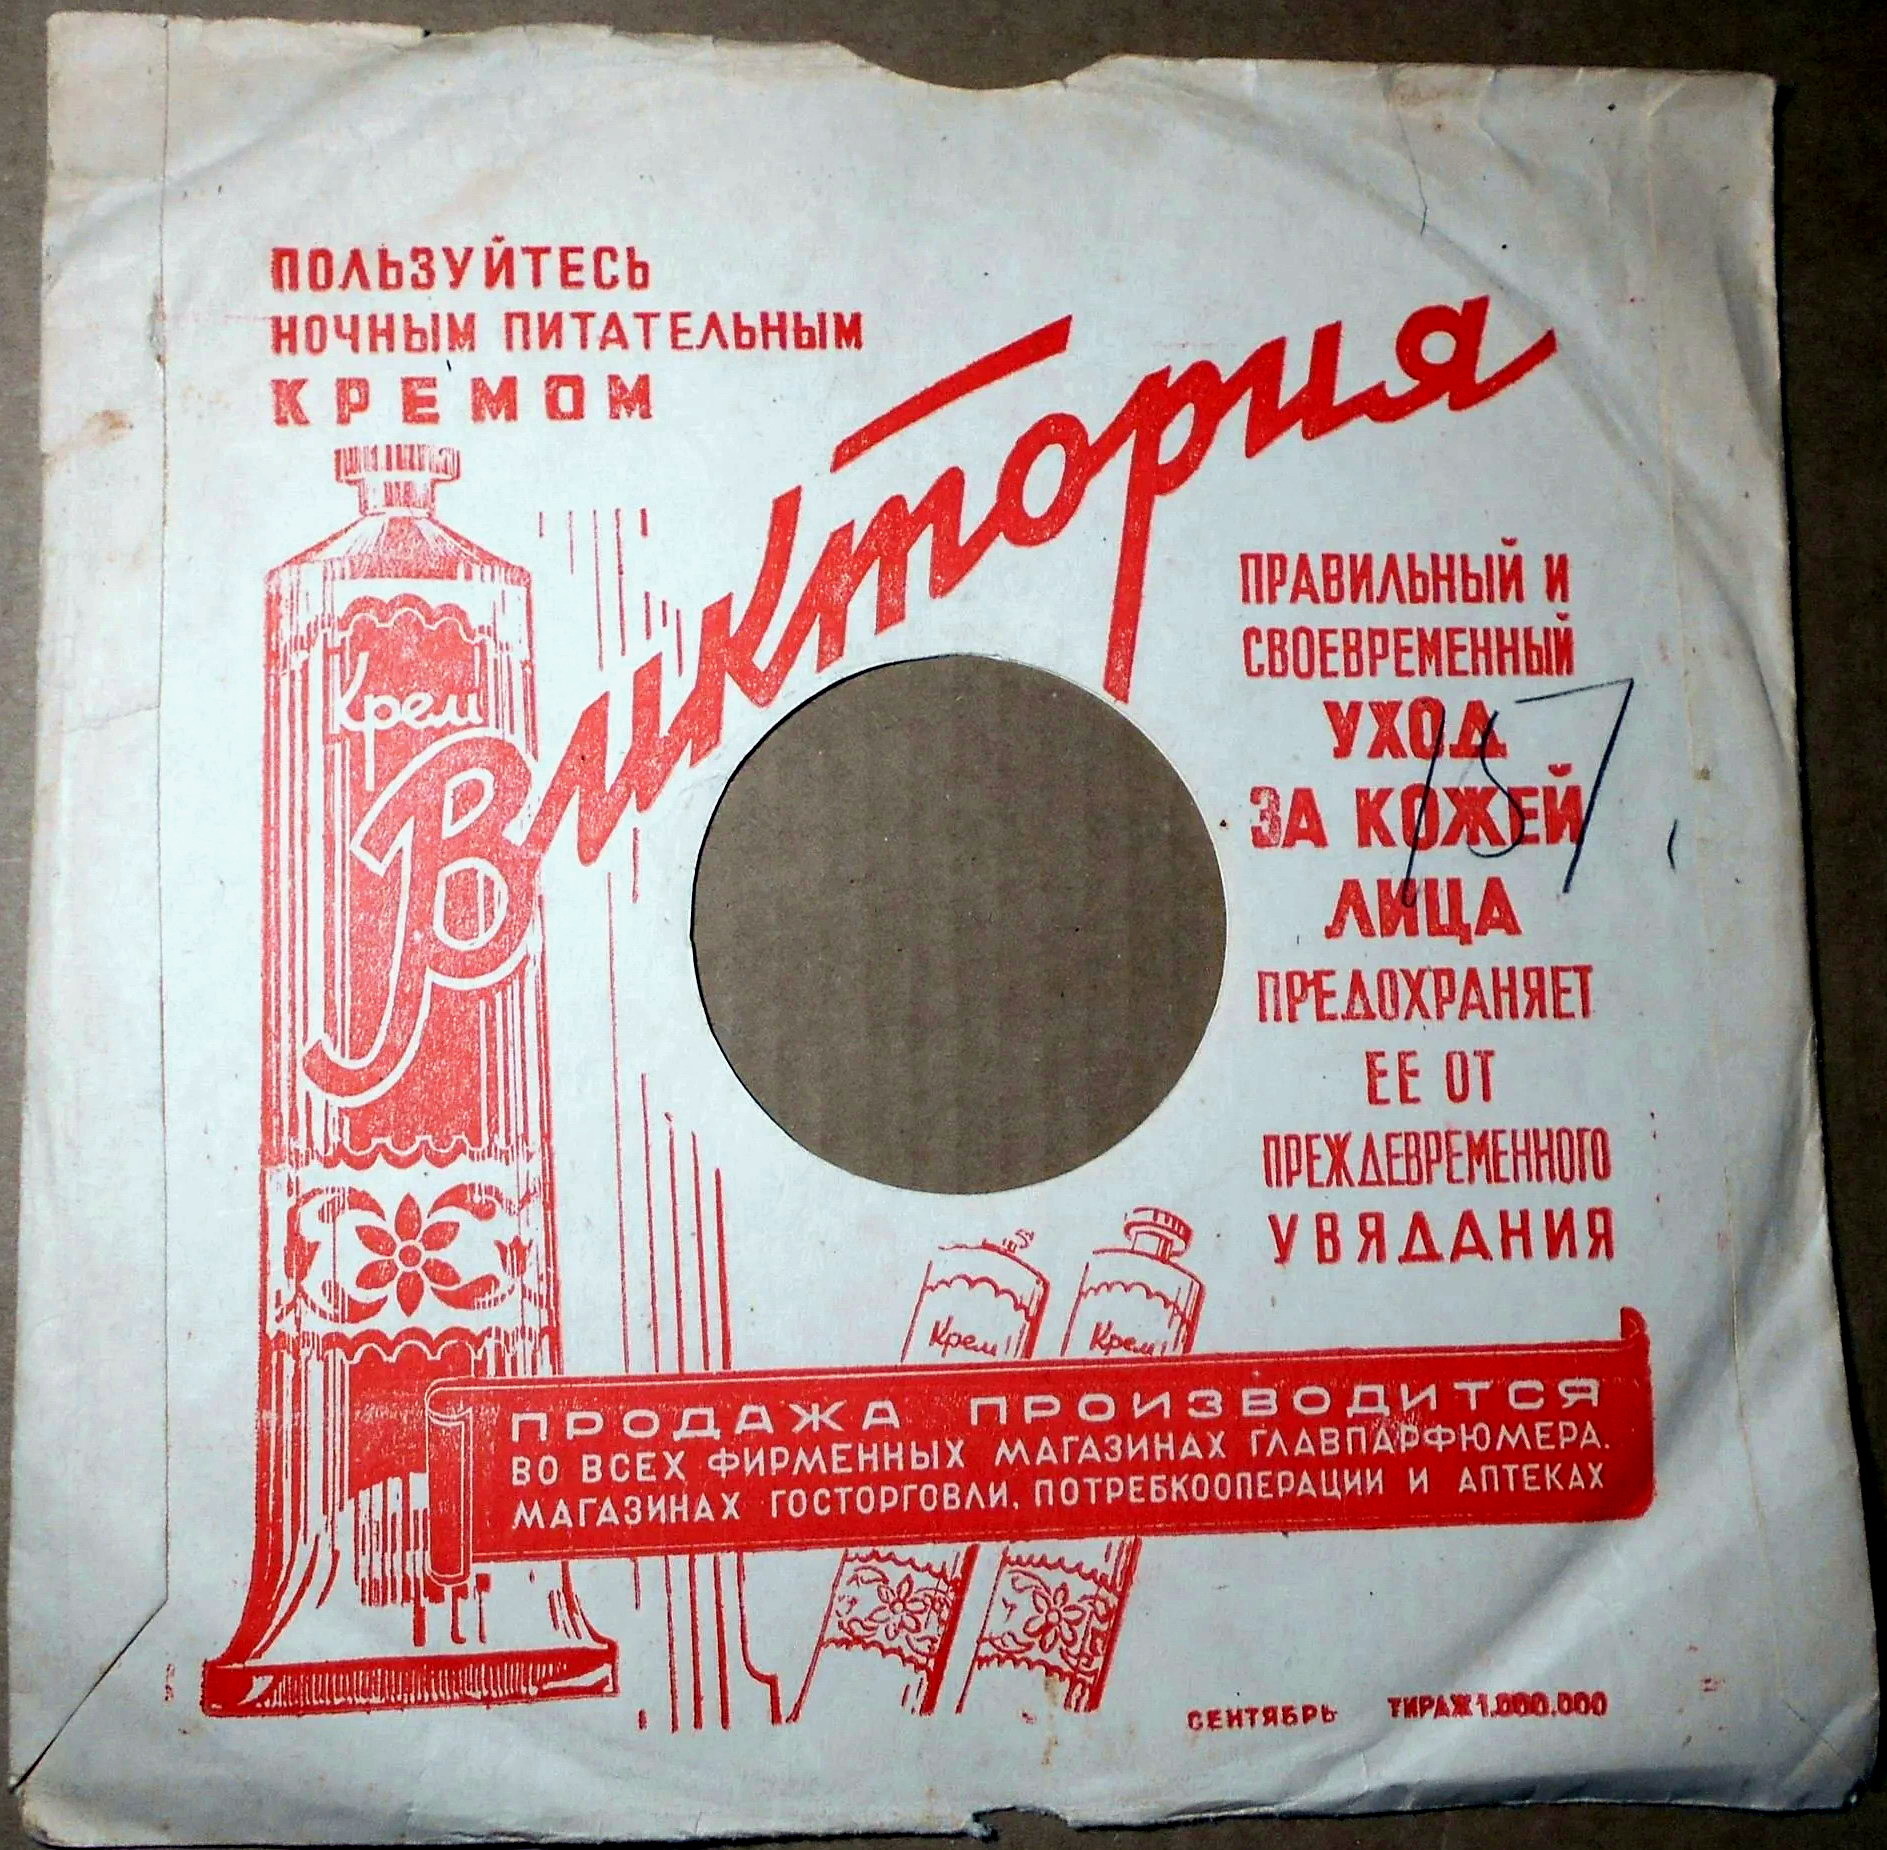 ПОЛЬЗУЙТЕСЬ
НОЧНЫМ ПИТАТЕЛЬНЫМ
КРЕМОМ
Виктория
Крем
ПРАВИЛЬНЫЙ И
СВОЕВРЕМЕННЫЙ
УХОД
ЗА КОЖЕЙ
ЛИЦА
ПРЕДОХРАНЯЕТ
ЕЕ ОТ
ПРЕЖДЕВРЕМЕННОГО
УВЯДАНИЯ
157.
Крем
Крем
ПРОДАЖА ПРОИЗВОДИТСЯ
ВО ВСЕХ ФИРМЕННЫХ МАГАЗИНАХ ГЛАВПАРФЮМЕРА.
МАГАЗИНАХ ГОСТОРГОВЛИ, ПОТРЕБКООПЕРАЦИИ И АПТЕКАХ
СЕНТЯБРЬ ТИРАЖ 1.000.000